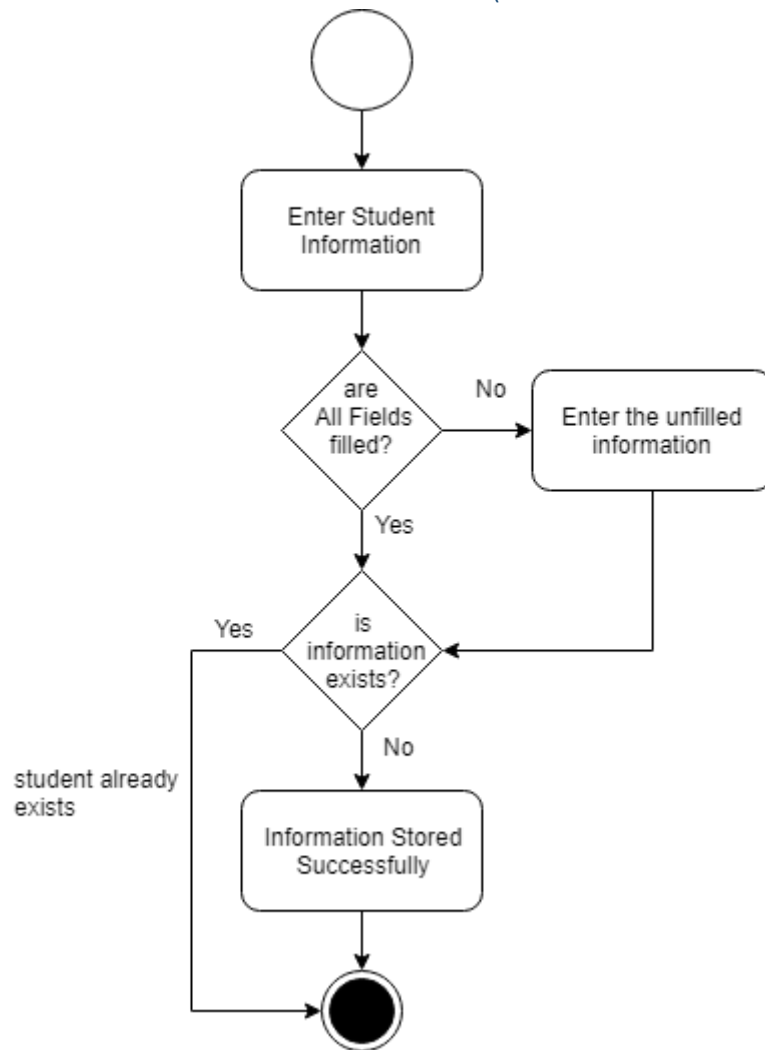 Enter Student
Information
are
All Fields
filled?
No
Enter the unfilled
information
Yes
is
information
exists?
Yes
No
student already
exists
Information Stored
Successfully